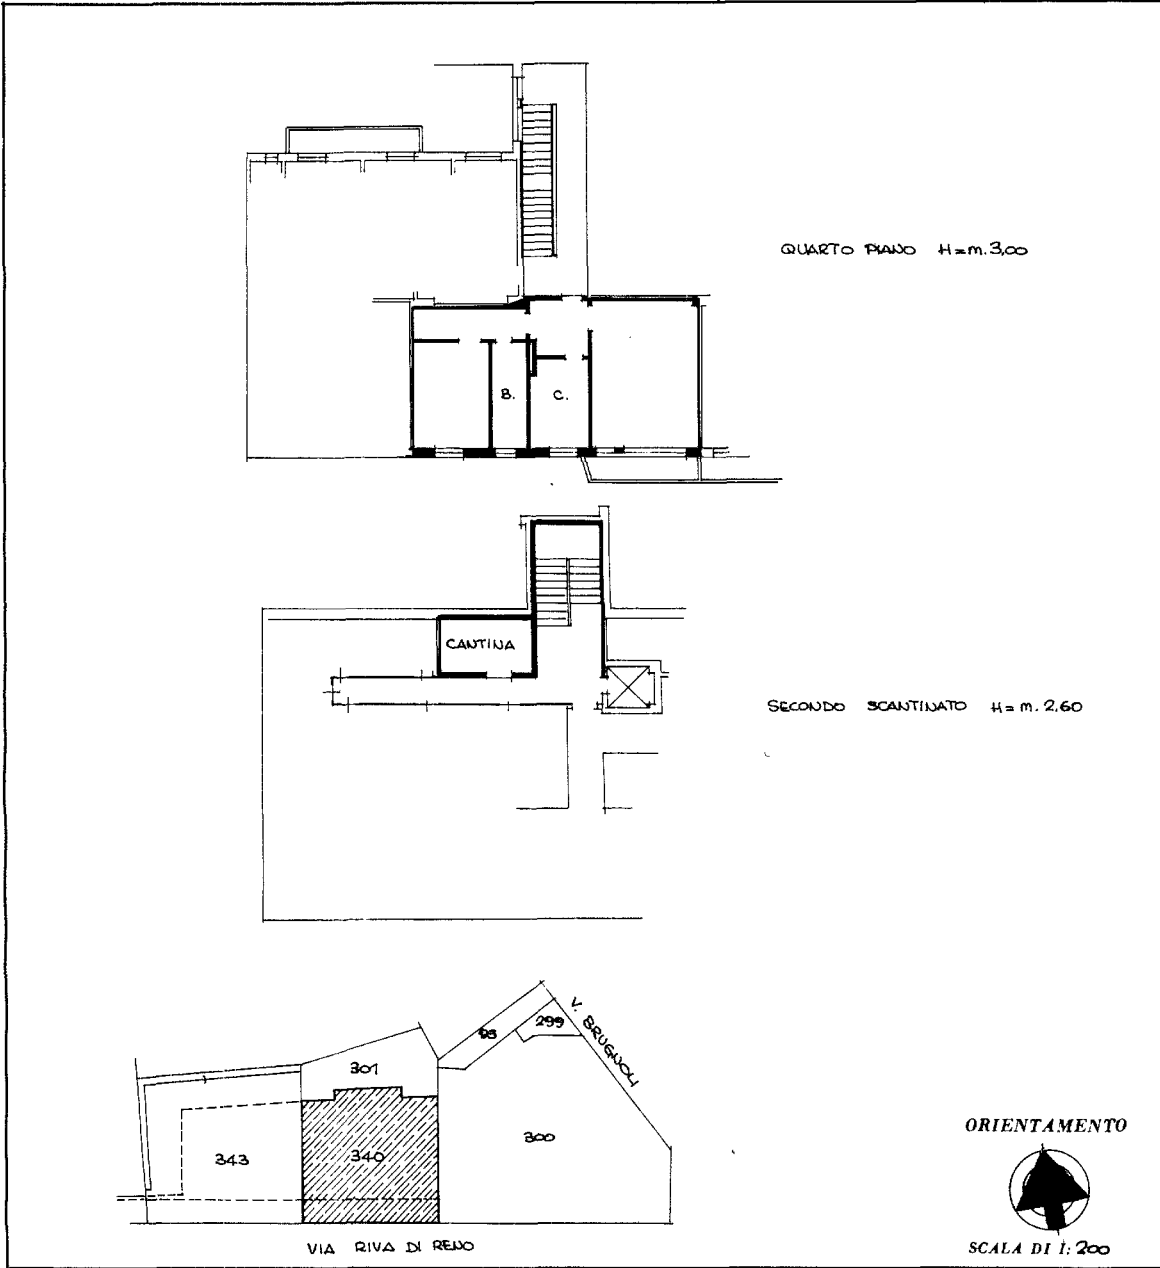 QUARTO PIANO H=m. 3,00
B.
C.
CANTINA
SECONDO SCANTINATO H=m. 2,60
V. BRUGNOLI
299
301
300
343
340
VIA RIVA DI RENO
ORIENTAMENTO
SCALA DI 1: 200